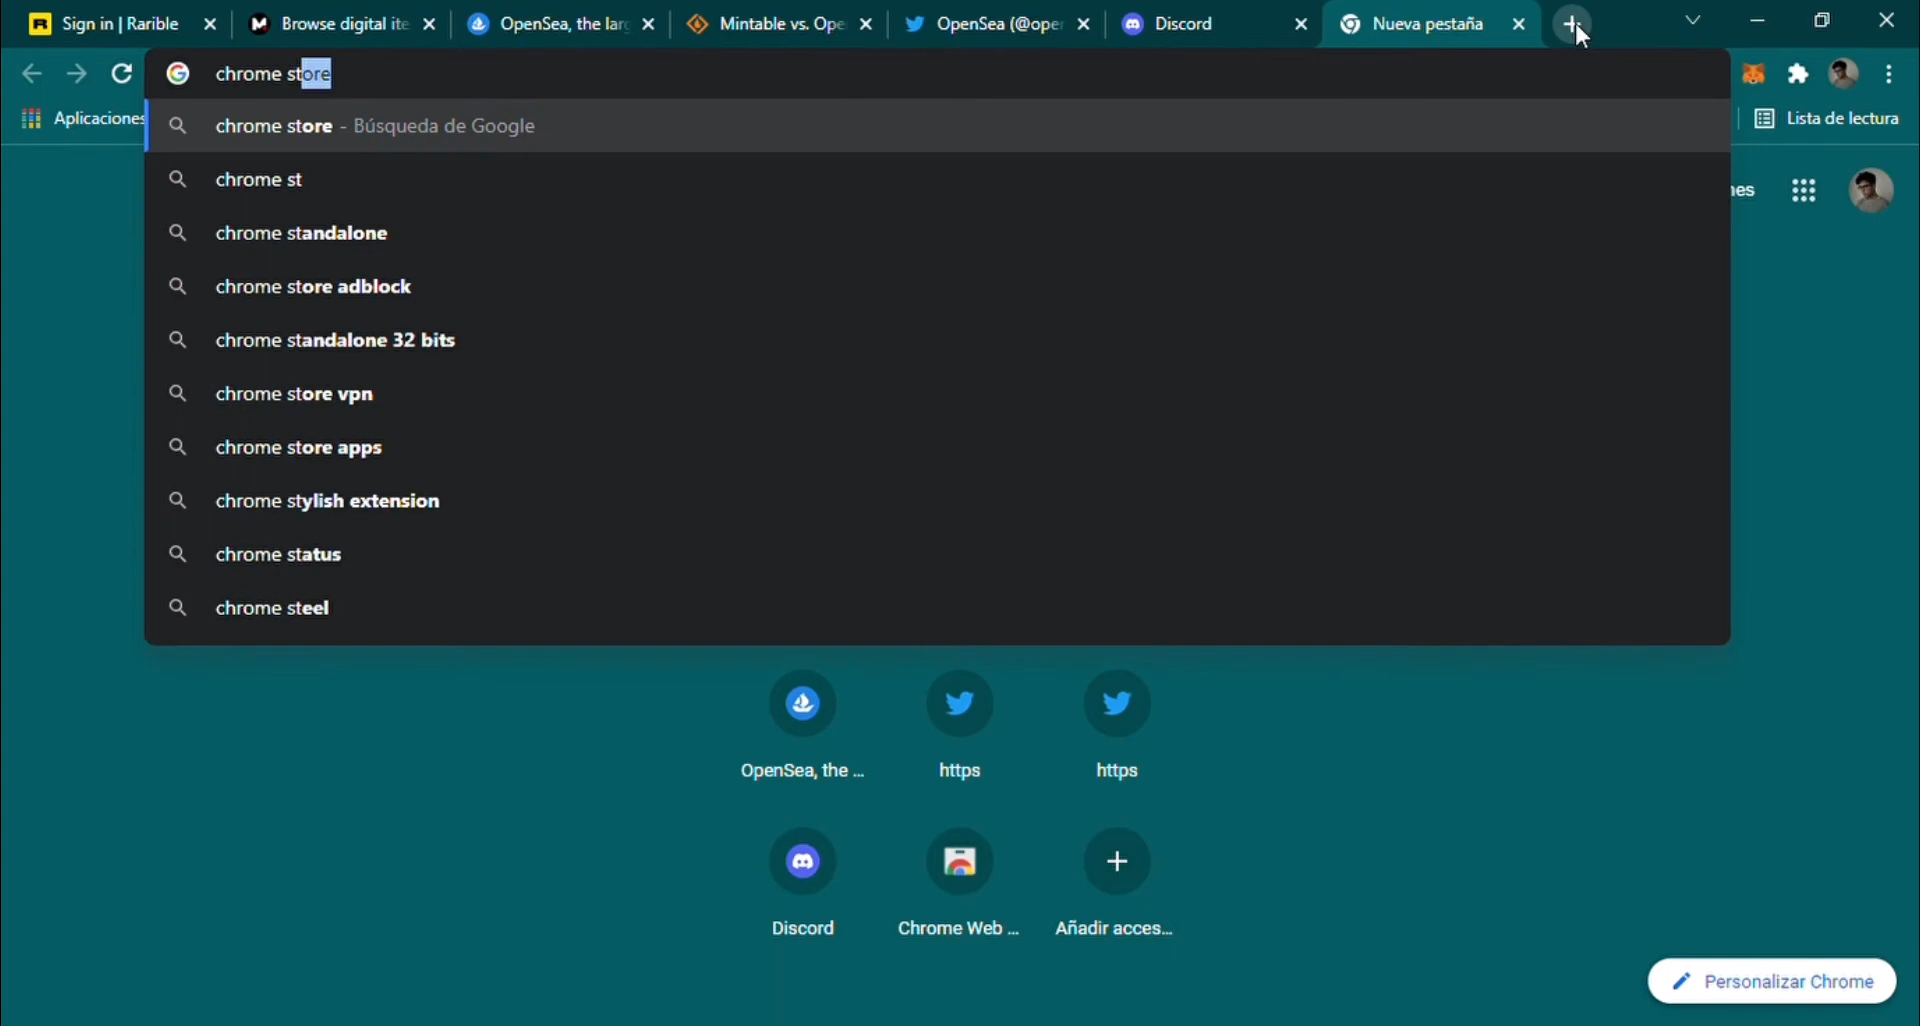 Sign in | Rarible
Browse digital ite
OpenSea, the lar
Mintable vs. Ope
OpenSea (@ope
Discord
Nueva pestaña
chrome store
Aplicaciones
chrome store - Búsqueda de Google
Lista de lectura
chrome st
nes
chrome standalone
chrome store adblock
chrome standalone 32 bits
chrome store vpn
chrome store apps
chrome stylish extension
chrome status
chrome steel
OpenSea, the ...
https
https
Discord
Chrome Web ...
Añadir acces...
Personalizar Chrome